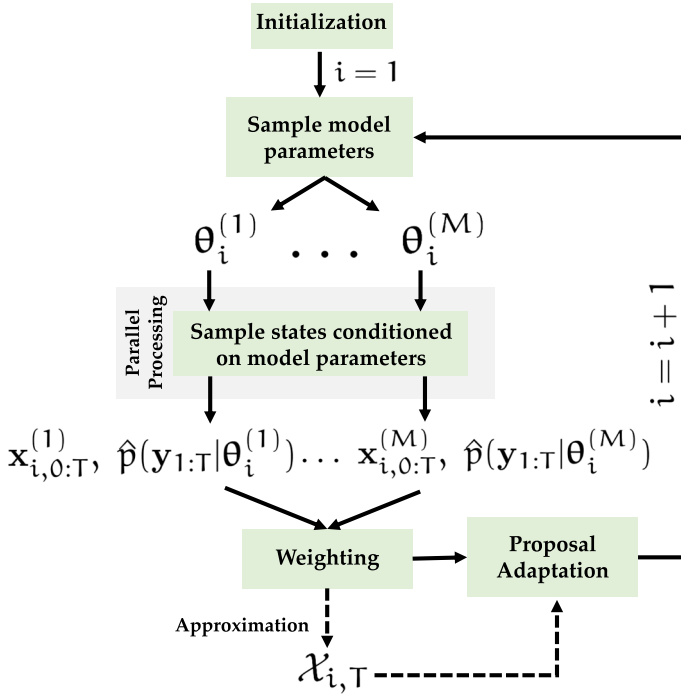 Initialization
i = 1
Sample model
parameters
θ_i^{(1)} . . . θ_i^{(M)}
Parallel
Processing
Sample states conditioned
on model parameters
x_{i,0:T}^{(1)}, p̂(y_{1:T}|θ_i^{(1)}) . . . x_{i,0:T}^{(M)}, p̂(y_{1:T}|θ_i^{(M)})
i = i + 1
Weighting
Proposal
Adaptation
Approximation
𝒳_{i,T}